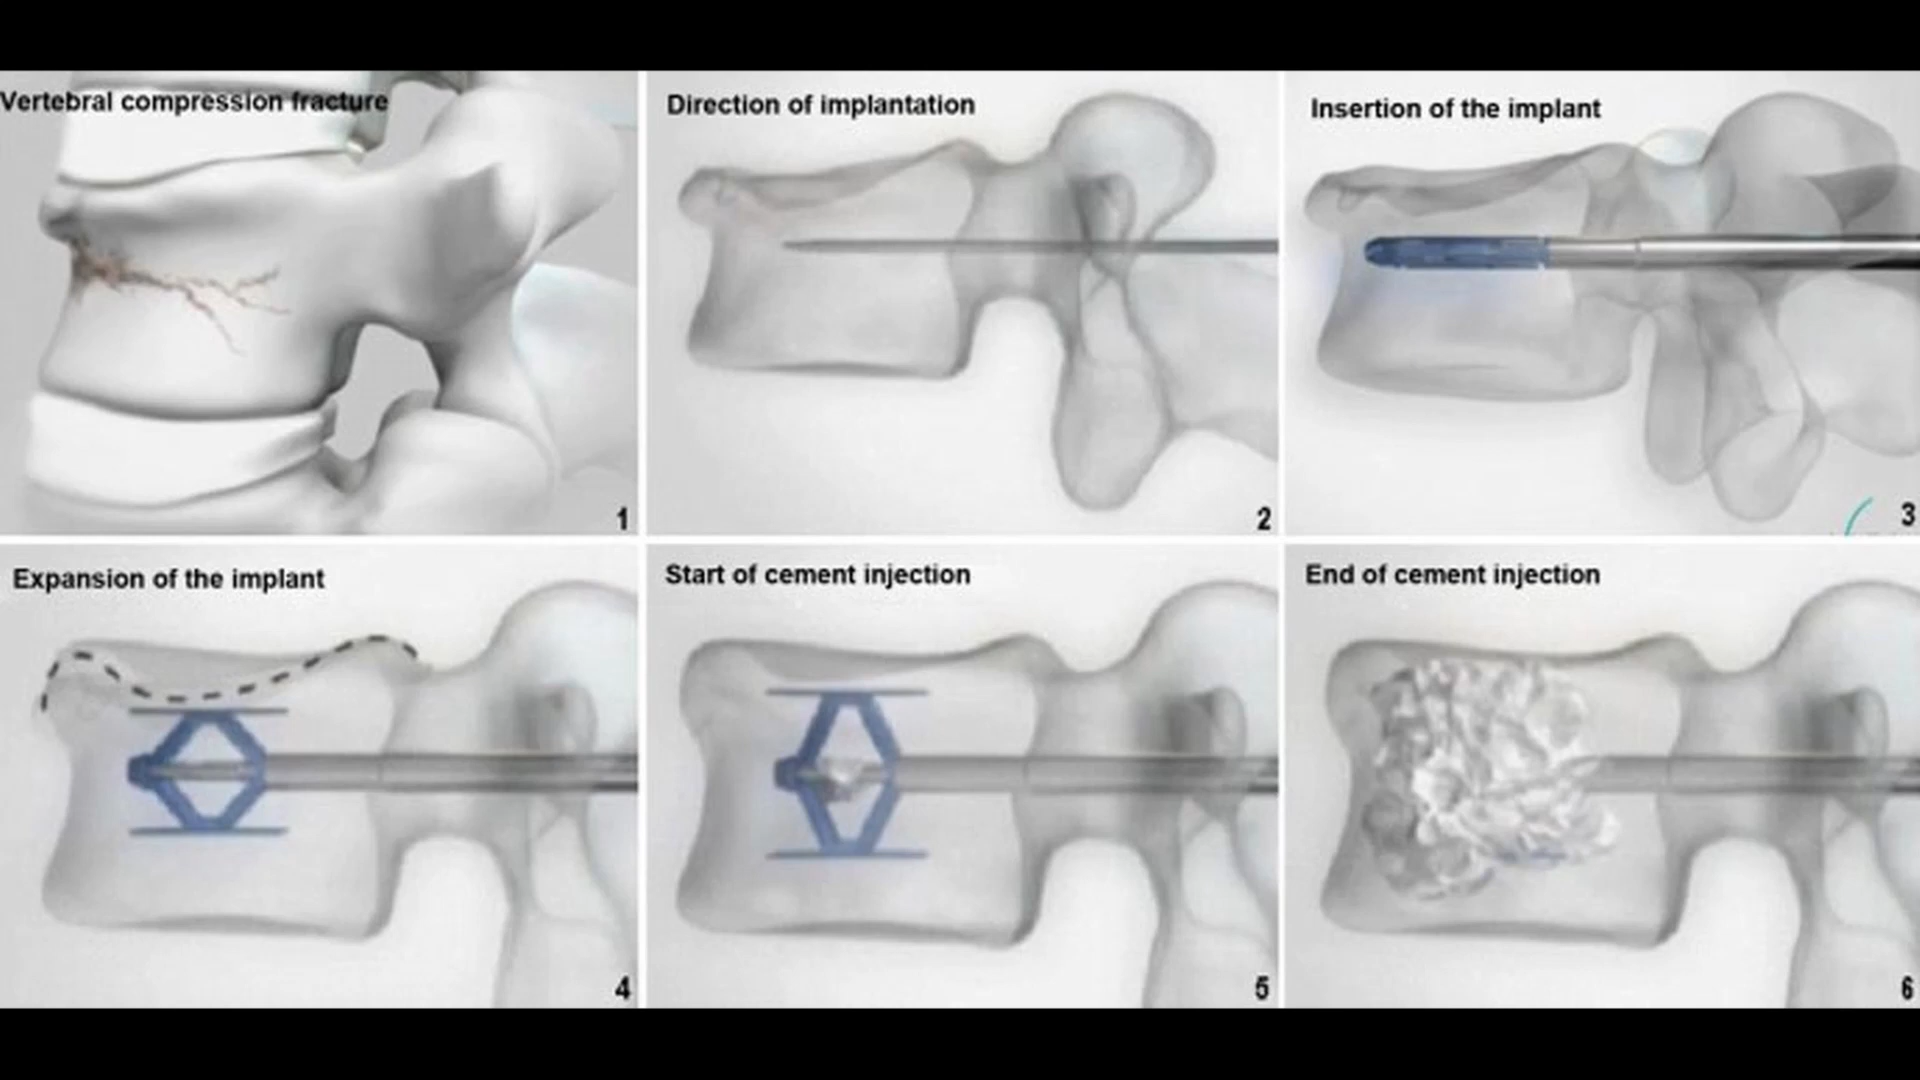 Vertebral compression fracture
1
Direction of implantation
2
Insertion of the implant
3
Expansion of the implant
4
Start of cement injection
5
End of cement injection
6